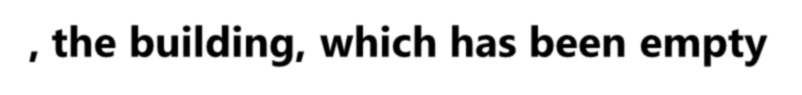 , the building, which has been empty